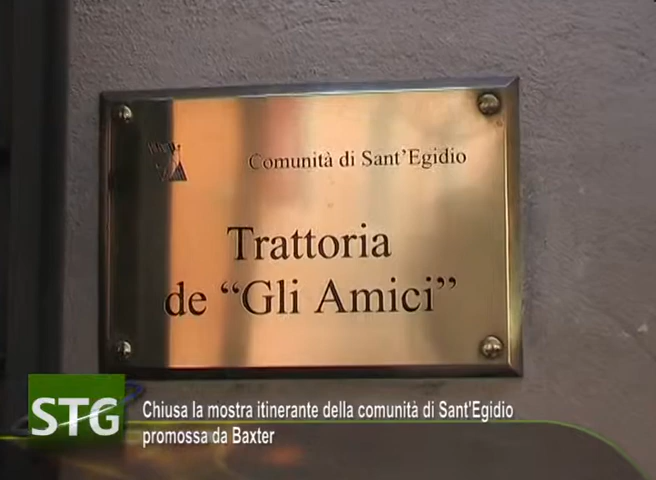 Comunità di Sant'Egidio
Trattoria
de "Gli Amici"
STG
Chiusa la mostra itinerante della comunità di Sant'Egidio
promossa da Baxter